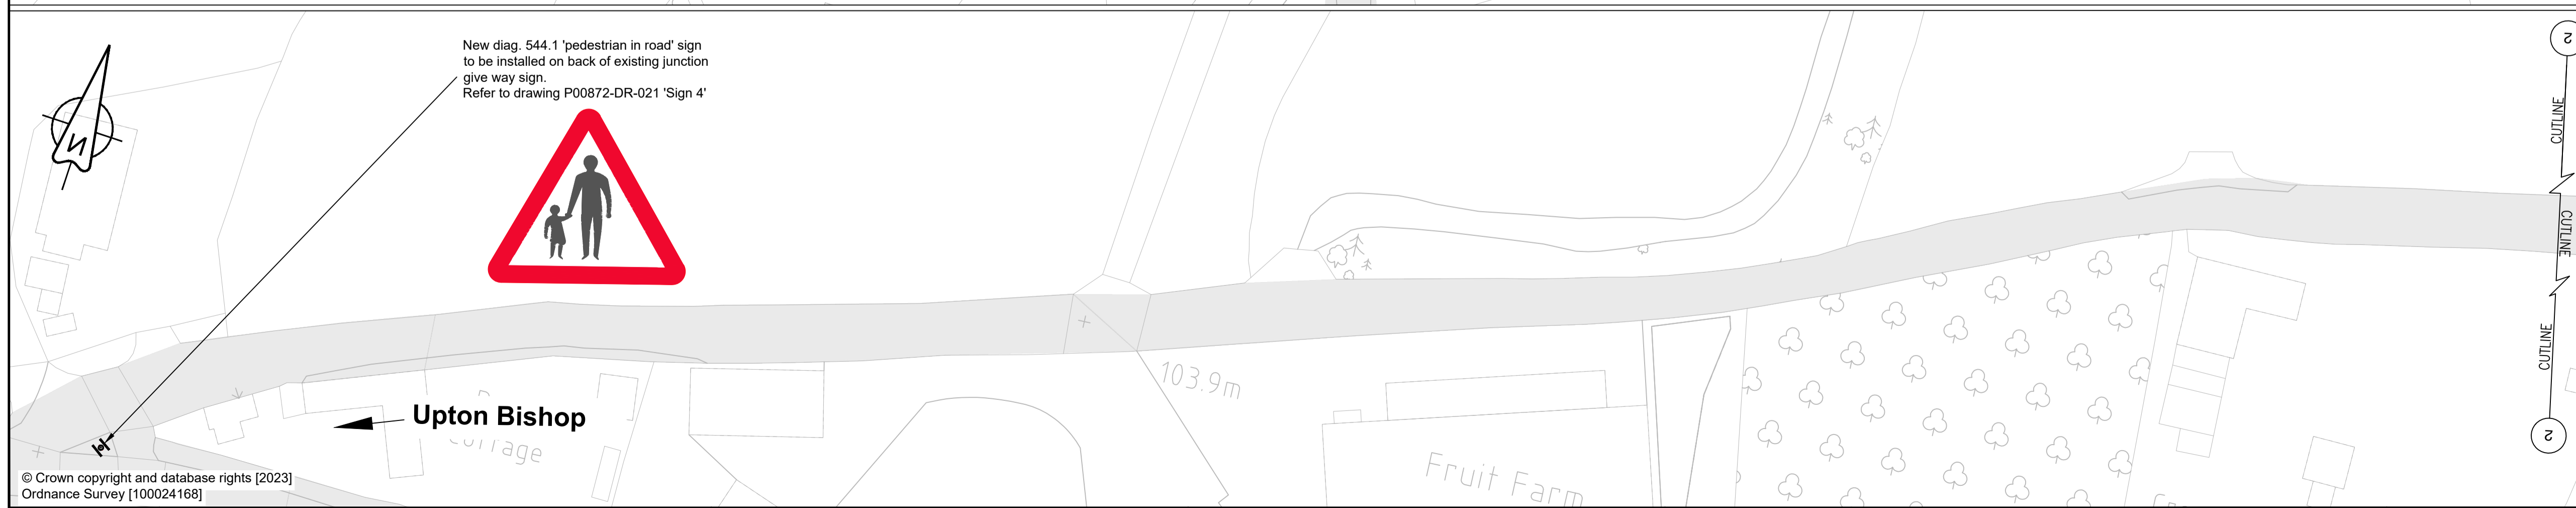 New diag. 544.1 'pedestrian in road' sign
to be installed on back of existing junction
give way sign.
Refer to drawing P00872-DR-021 'Sign 4'
2
CUTLINE
CUTLINE
CUTLINE
2
N
103.9m
Upton Bishop
Fruit Farm
© Crown copyright and database rights [2023]
Ordnance Survey [100024168]